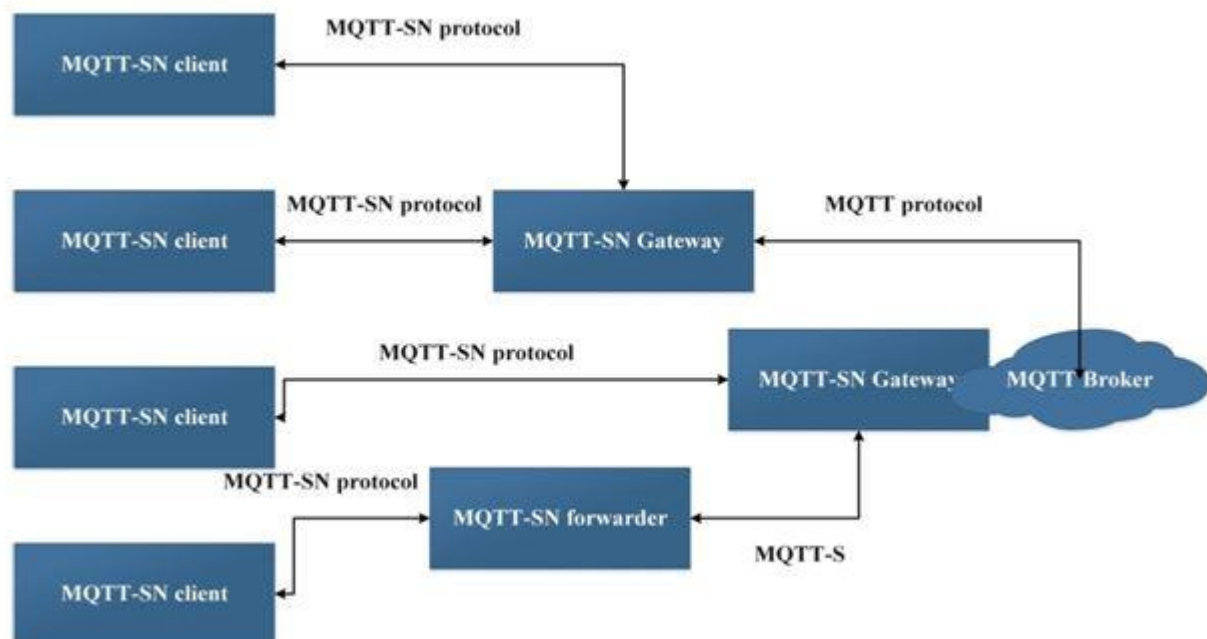 MQTT-SN protocol
MQTT-SN client
MQTT-SN protocol
MQTT protocol
MQTT-SN client
MQTT-SN Gateway
MQTT-SN protocol
MQTT-SN Gateway
MQTT Broker
MQTT-SN client
MQTT-SN protocol
MQTT-SN forwarder
MQTT-S
MQTT-SN client